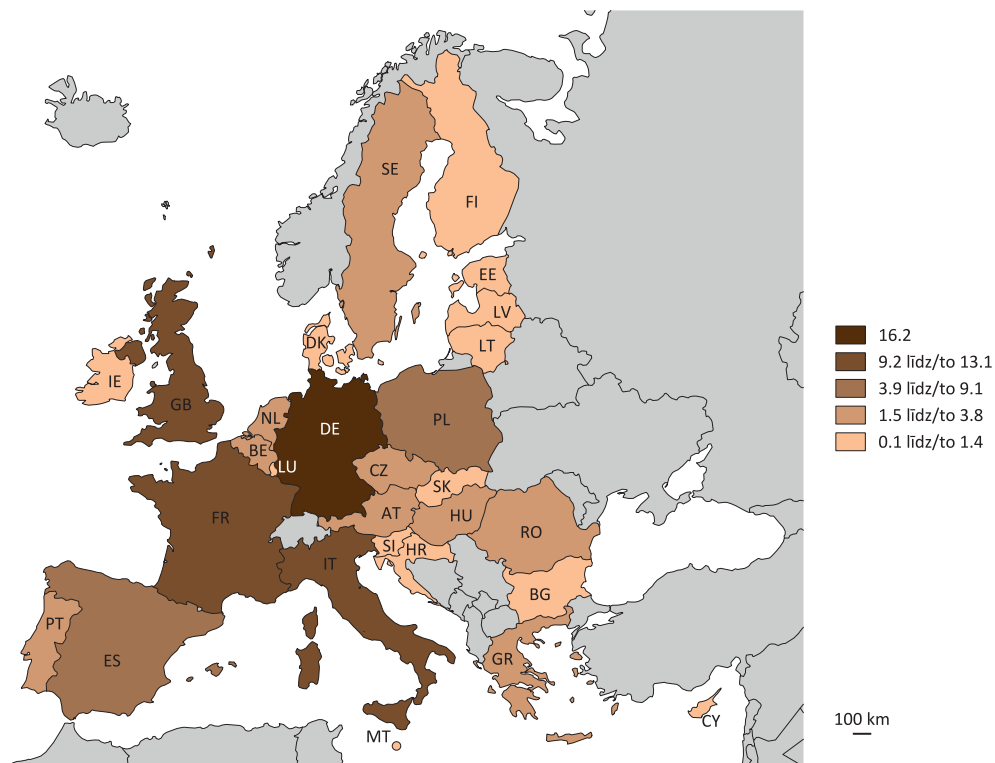 SE
FI
EE
LV
LT
DK
IE
GB
NL
BE
LU
DE
PL
CZ
SK
AT
HU
FR
SI
HR
RO
IT
BG
PT
ES
GR
MT
CY
16.2
9.2 līdz/to 13.1
3.9 līdz/to 9.1
1.5 līdz/to 3.8
0.1 līdz/to 1.4
100 km